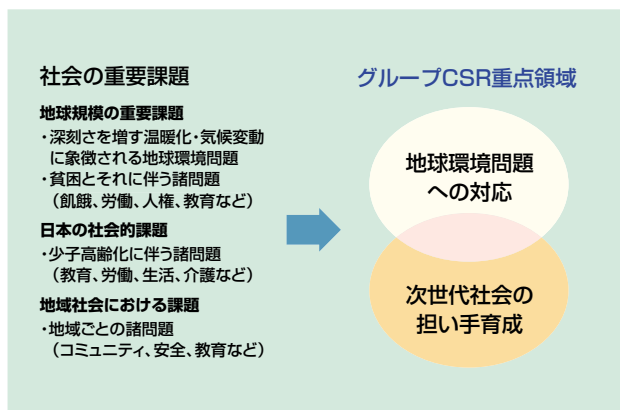 社会の重要課題
地球規模の重要課題
・深刻さを増す温暖化・気候変動
に象徴される地球環境問題
・貧困とそれに伴う諸問題
（飢餓、労働、人権、教育など）
日本の社会的課題
・少子高齢化に伴う諸問題
（教育、労働、生活、介護など）
地域社会における課題
・地域ごとの諸問題
（コミュニティ、安全、教育など）
グループCSR重点領域
地球環境問題
への対応
次世代社会の
担い手育成